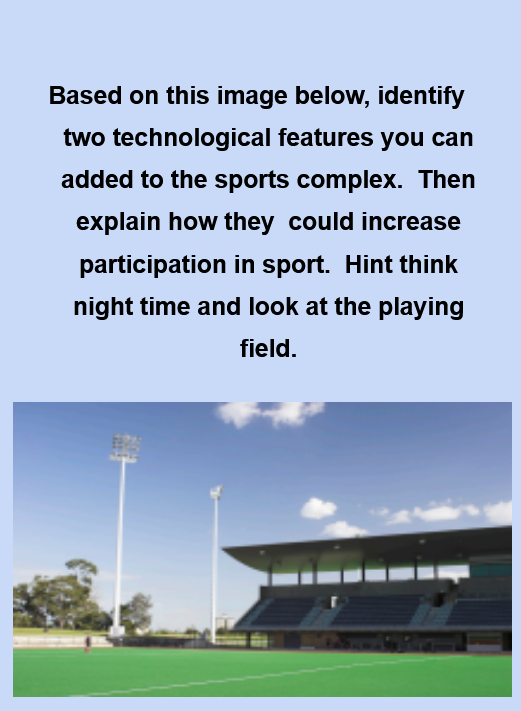 Based on this image below, identify
two technological features you can
added to the sports complex.  Then
explain how they  could increase
participation in sport.  Hint think
night time and look at the playing
field.